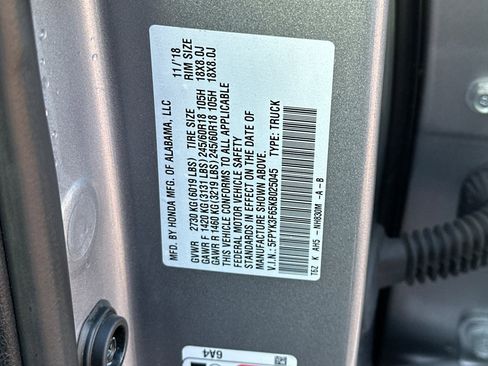 MFD. BY HONDA MFG. OF ALABAMA, LLC 11/'18
GVWR 2730 KG (6019 LBS) TIRE SIZE RIM SIZE
GAWR F 1420 KG (3131 LBS) 245/60R18 105H 18X8.0J
GAWR R 1460 KG (3219 LBS) 245/60R18 105H 18X8.0J
THIS VEHICLE CONFORMS TO ALL APPLICABLE
FEDERAL MOTOR VEHICLE SAFETY
STANDARDS IN EFFECT ON THE DATE OF
MANUFACTURE SHOWN ABOVE.
V.I.N.: 5FPYK3F65KB025045 TYPE: TRUCK
T6Z K AH5 - NH830M -A-B
6A4